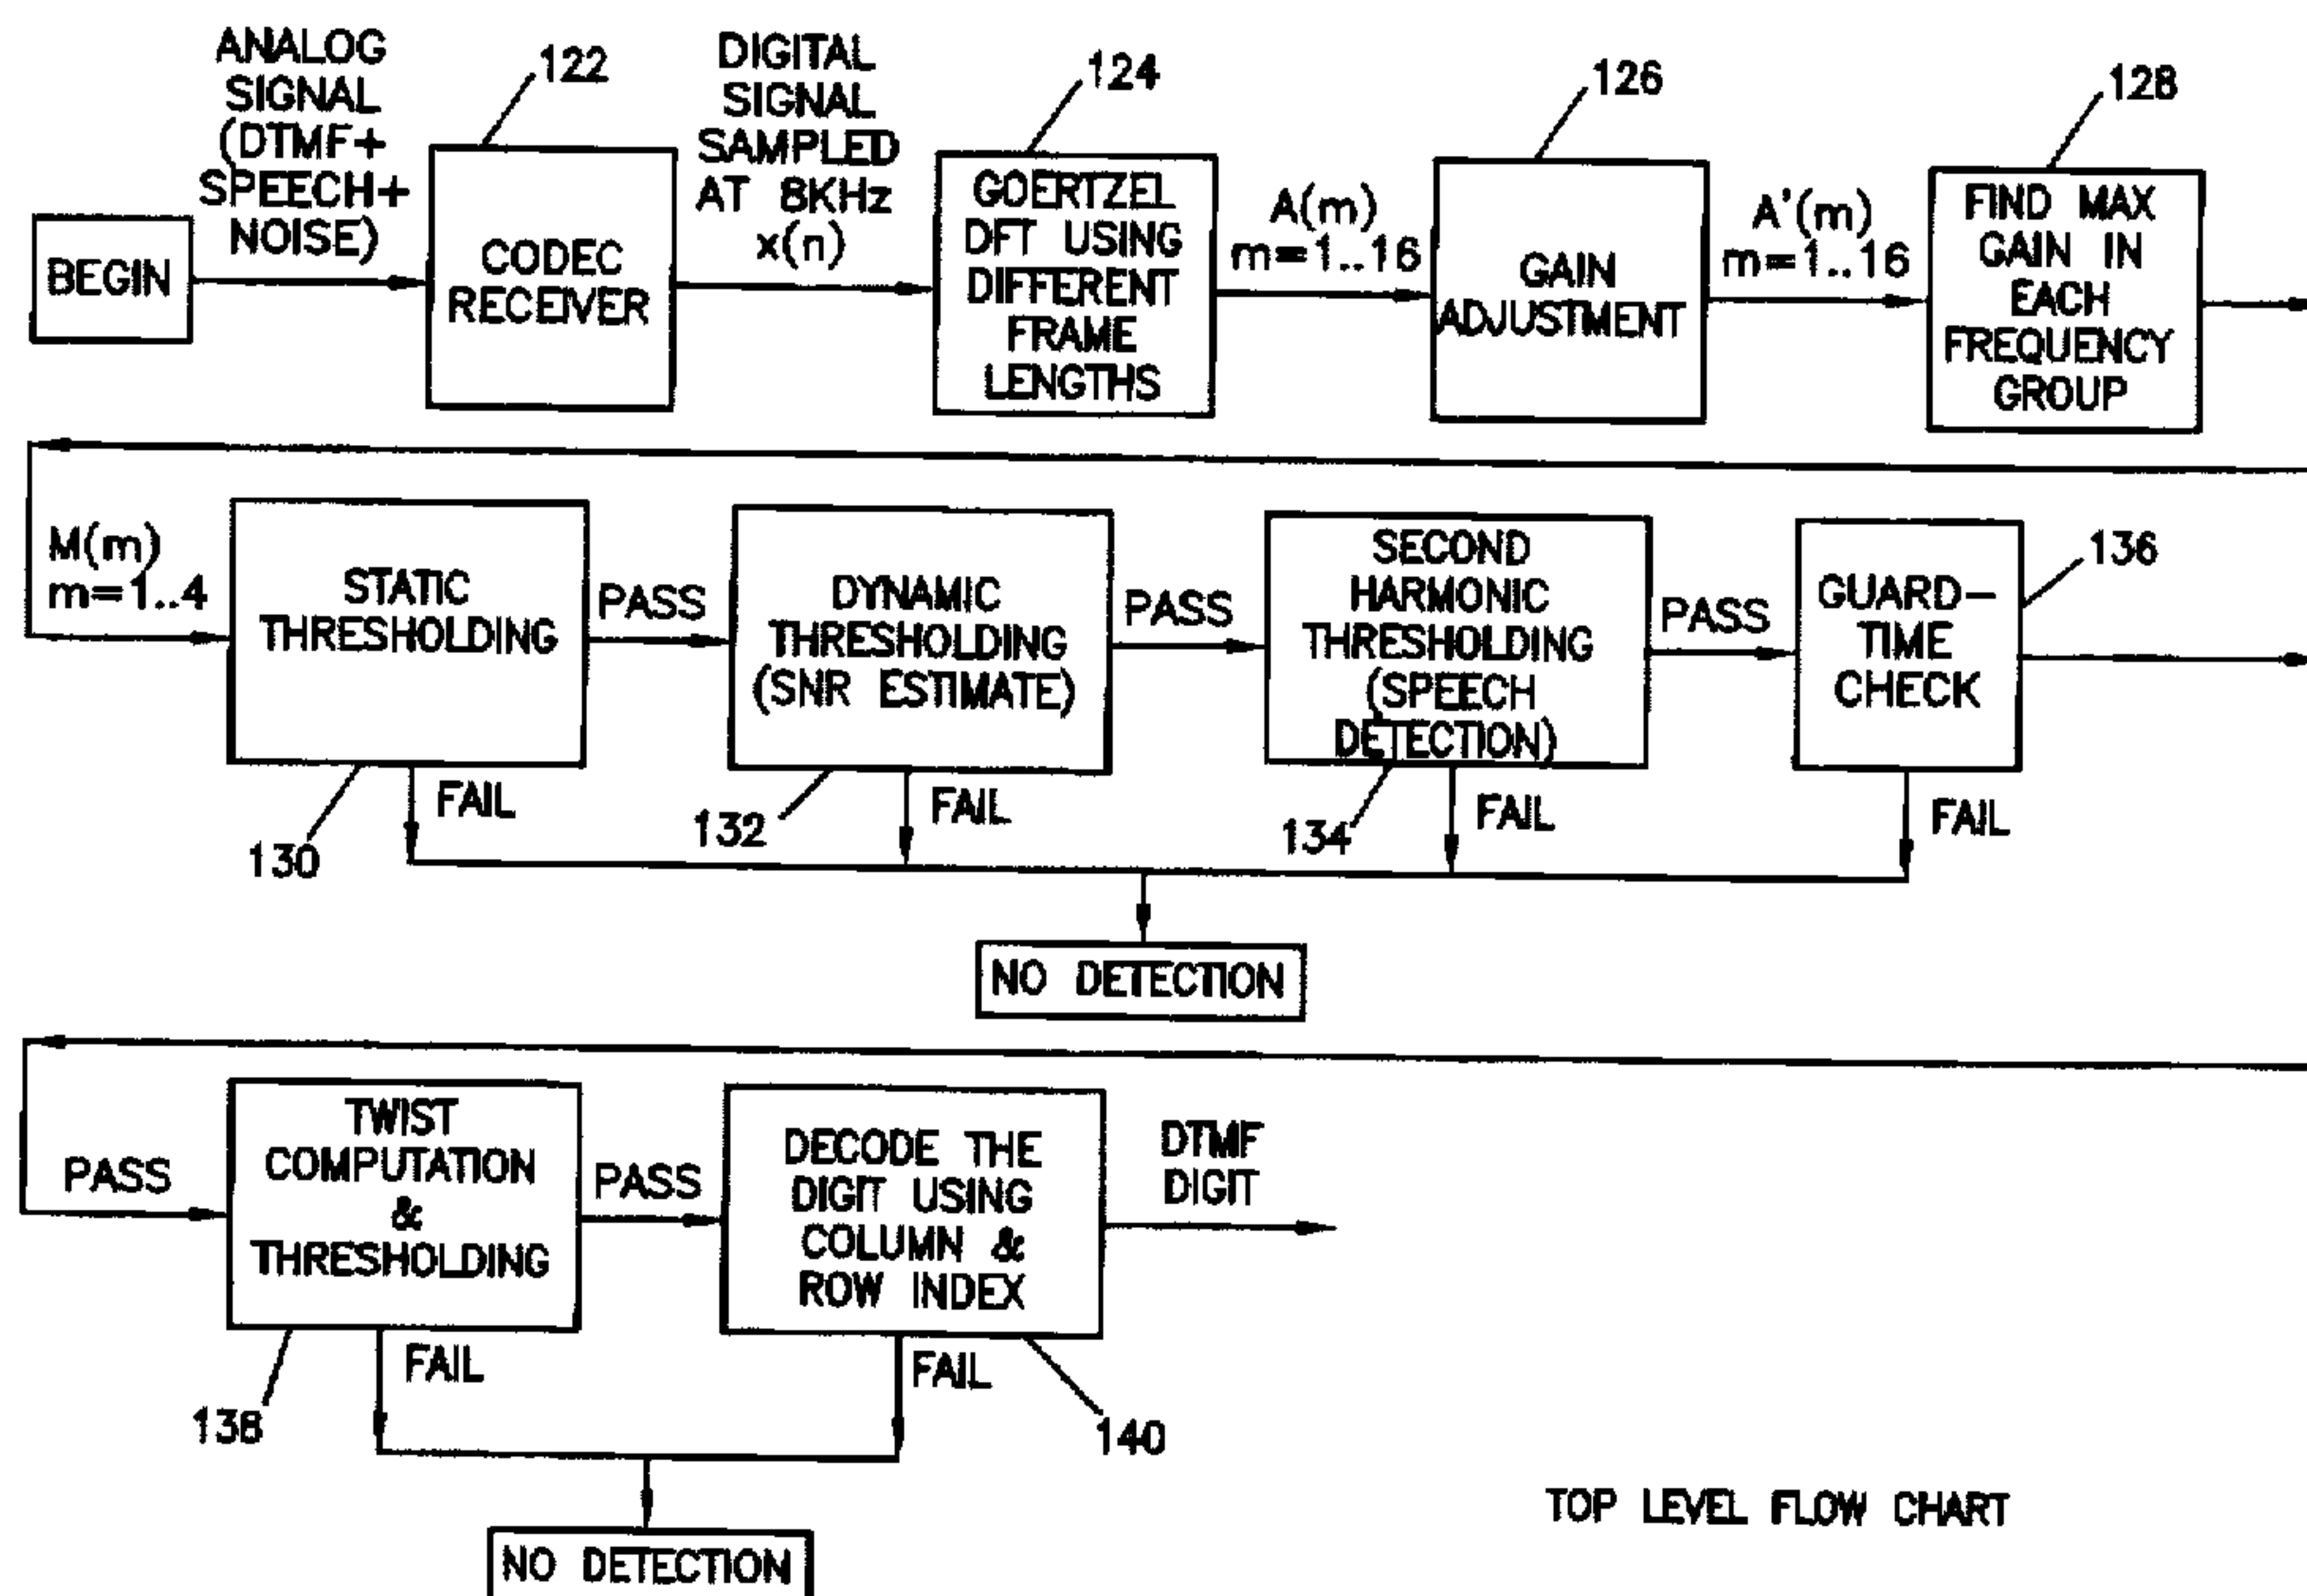 ANALOG
SIGNAL
(DTMF+
SPEECH+
NOISE)
122
DIGITAL
SIGNAL
SAMPLED
AT 8KHz
x(n)
124
126
128
BEGIN
CODEC
RECEIVER
GOERTZEL
DFT USING
DIFFERENT
FRAME
LENGTHS
A(m)
m=1..16
GAIN
ADJUSTMENT
A'(m)
m=1..16
FIND MAX
GAIN IN
EACH
FREQUENCY
GROUP
M(m)
m=1..4
STATIC
THRESHOLDING
PASS
DYNAMIC
THRESHOLDING
(SNR ESTIMATE)
PASS
SECOND
HARMONIC
THRESHOLDING
(SPEECH
DETECTION)
PASS
GUARD-
TIME
CHECK
136
130
FAIL
132
FAIL
134
FAIL
FAIL
NO DETECTION
PASS
TWIST
COMPUTATION
&
THRESHOLDING
PASS
DECODE THE
DIGIT USING
COLUMN &
ROW INDEX
DTMF
DIGIT
138
FAIL
FAIL
140
NO DETECTION
TOP LEVEL FLOW CHART